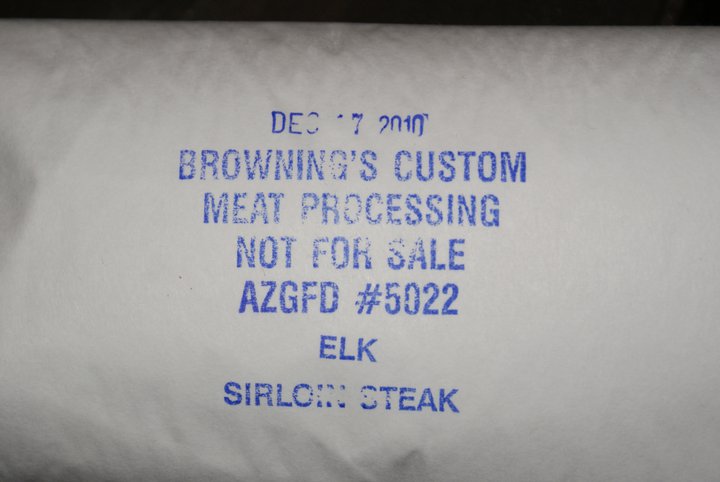 DEC 17 2010
BROWNING'S CUSTOM
MEAT PROCESSING
NOT FOR SALE
AZGFD #5022
ELK
SIRLOIN STEAK